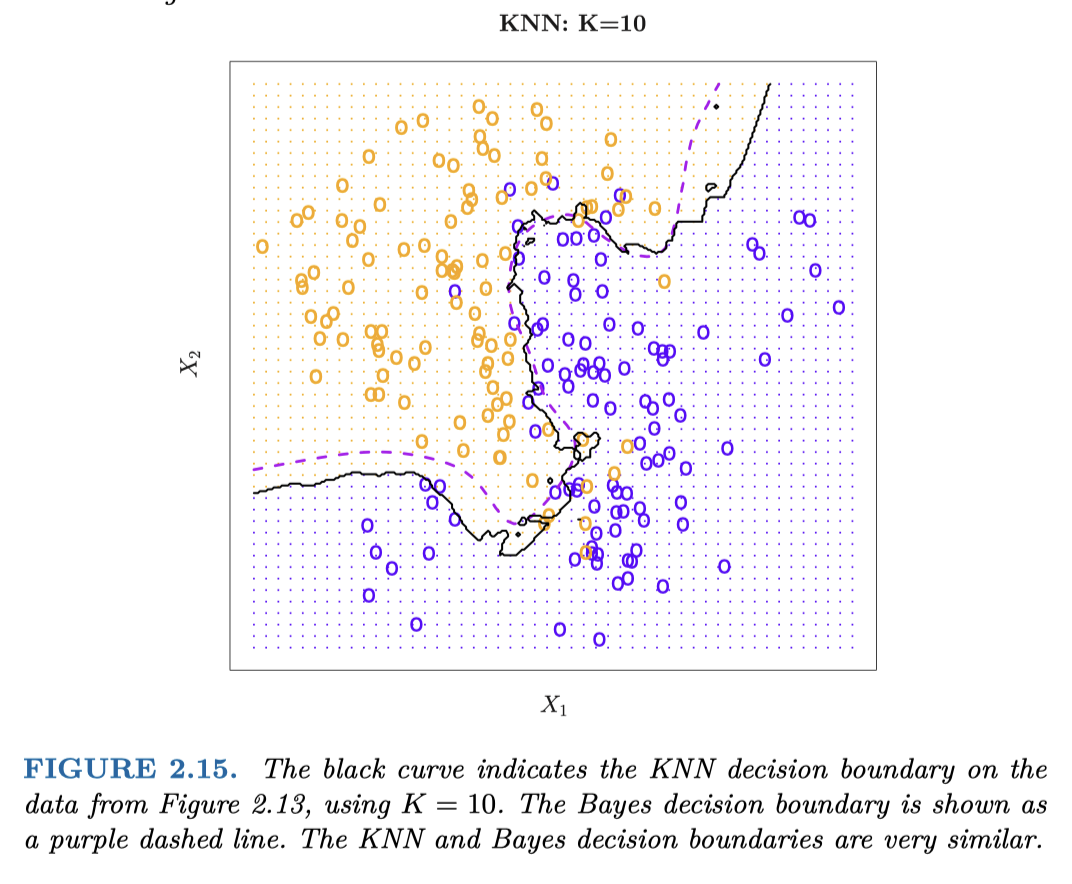 KNN: K=10
X₂
X₁
FIGURE 2.15. The black curve indicates the KNN decision boundary on the
data from Figure 2.13, using K = 10. The Bayes decision boundary is shown as
a purple dashed line. The KNN and Bayes decision boundaries are very similar.